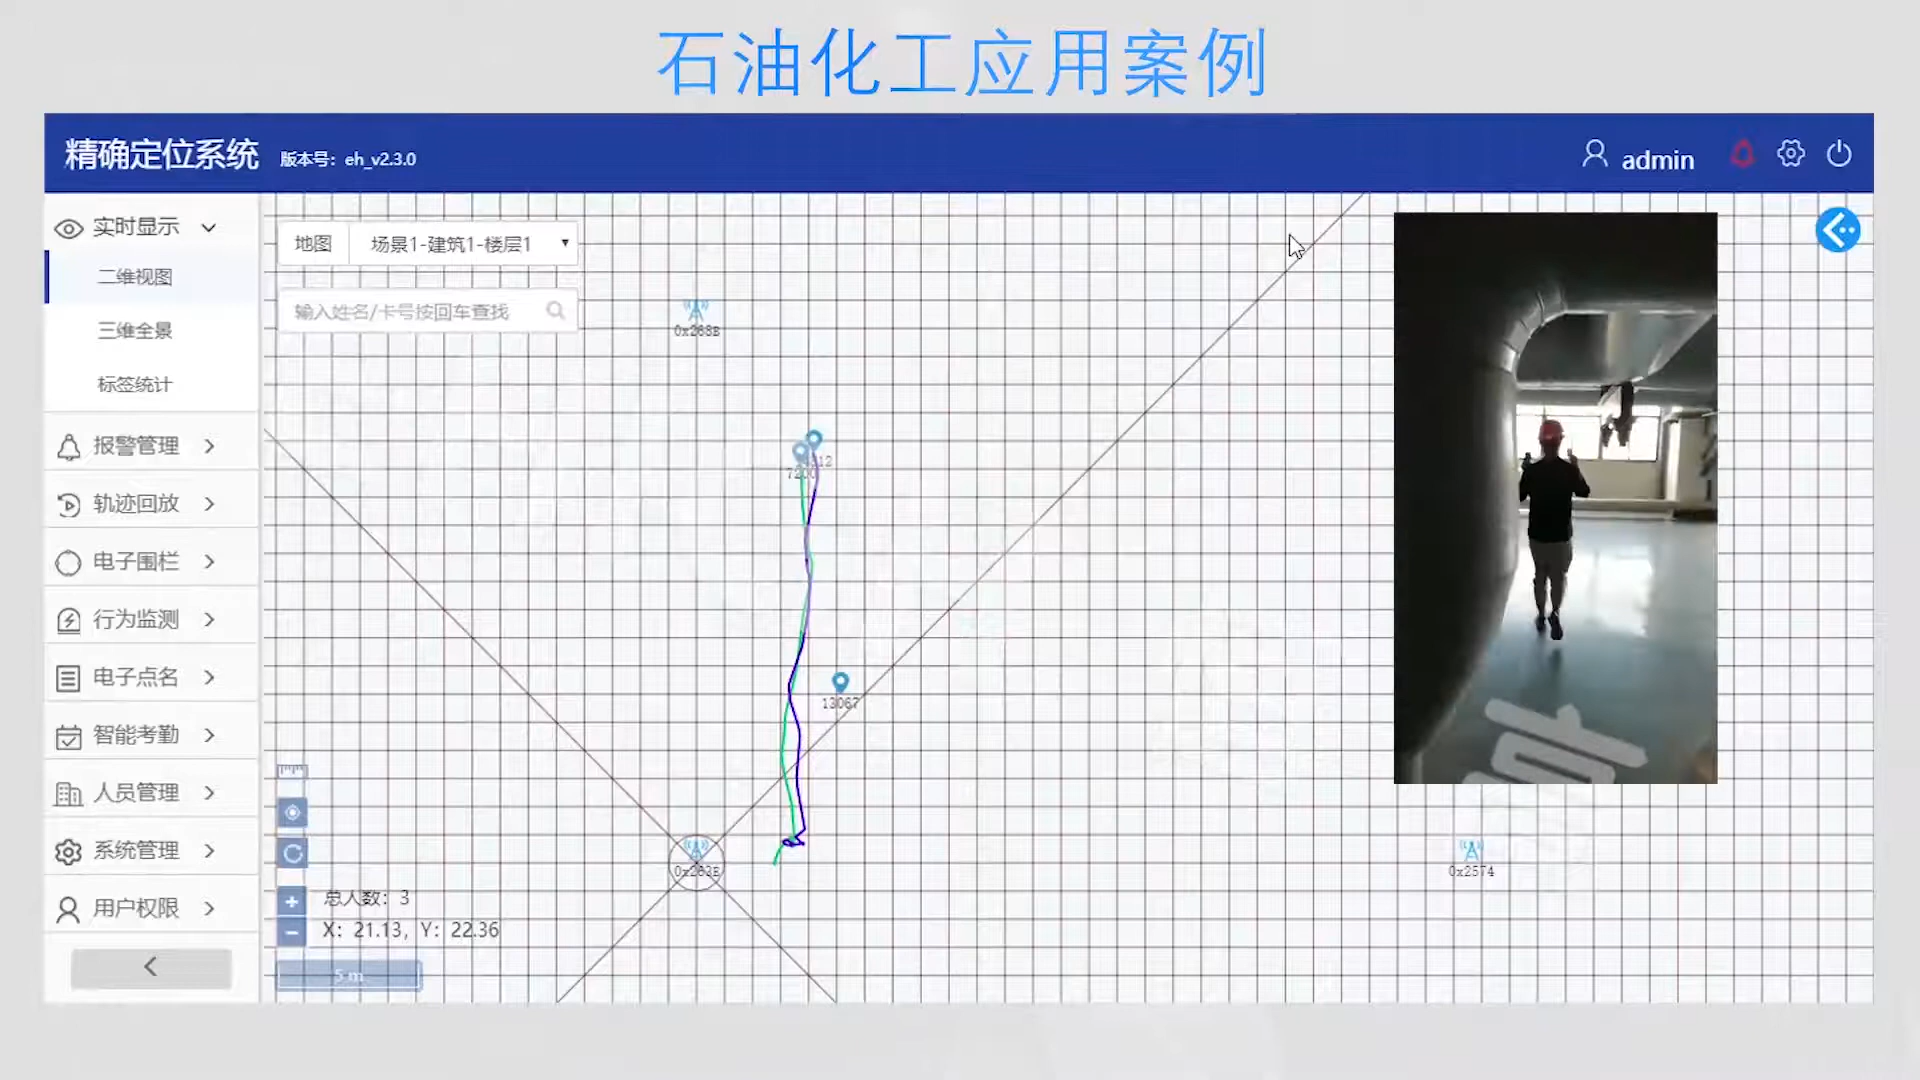 石油化工应用案例
精确定位系统 版本号：eh_v2.3.0
admin
实时显示
二维视图
三维全景
标签统计
报警管理
轨迹回放
电子围栏
行为监测
电子点名
智能考勤
人员管理
系统管理
用户权限
地图 场景1-建筑1-楼层1
输入姓名/卡号按回车查找
0x268B
13067
0x263B
0x2574
总人数：3
X：21.13，Y：22.36
5 m